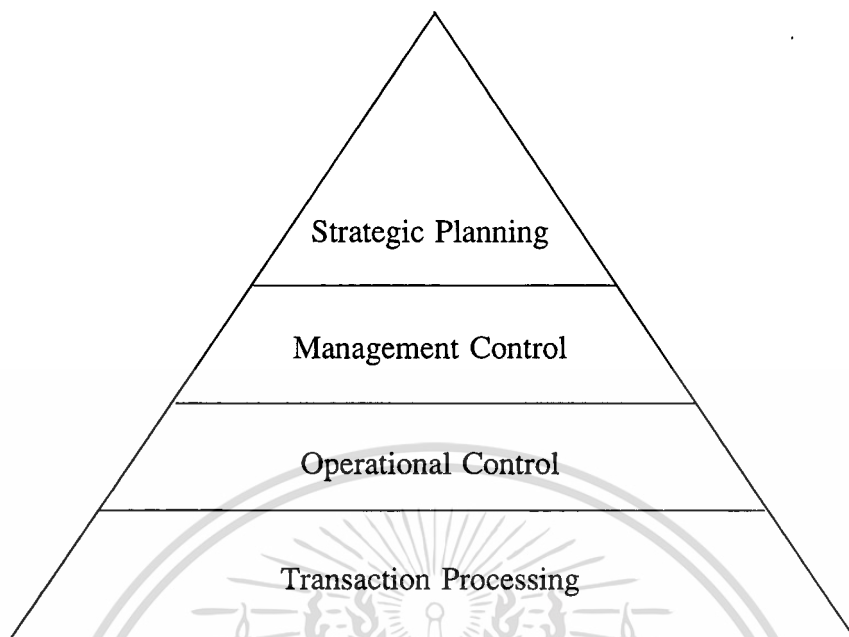 Strategic Planning
Management Control
Operational Control
Transaction Processing